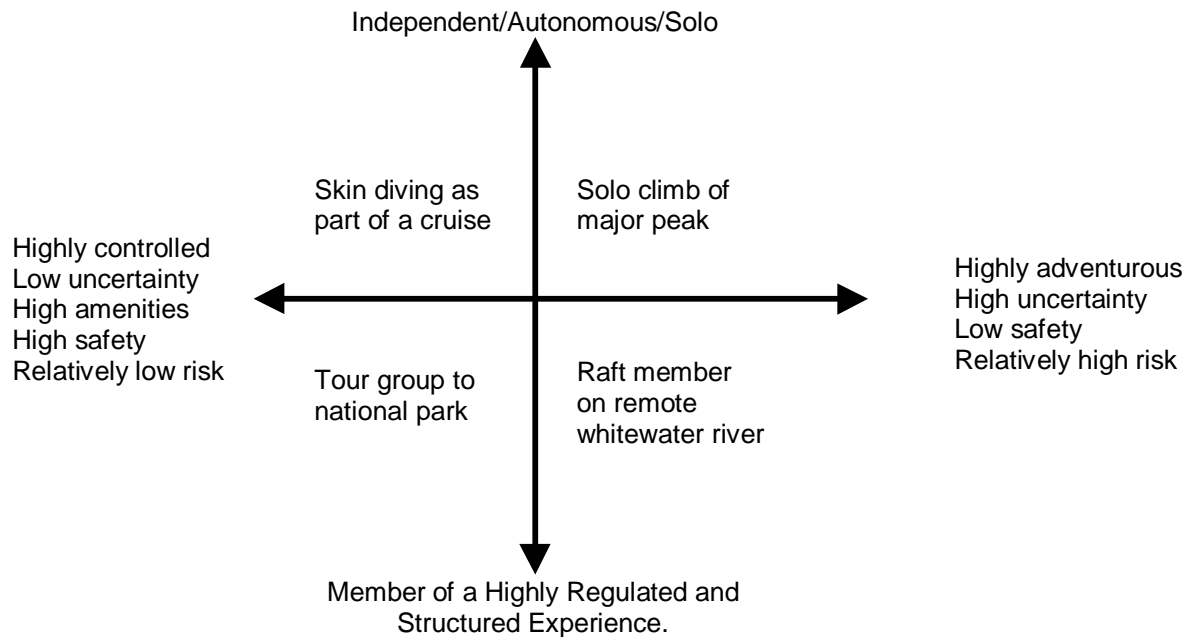 Independent/Autonomous/Solo
Skin diving as
part of a cruise
Solo climb of
major peak
Highly controlled
Low uncertainty
High amenities
High safety
Relatively low risk
Highly adventurous
High uncertainty
Low safety
Relatively high risk
Tour group to
national park
Raft member
on remote
whitewater river
Member of a Highly Regulated and
Structured Experience.